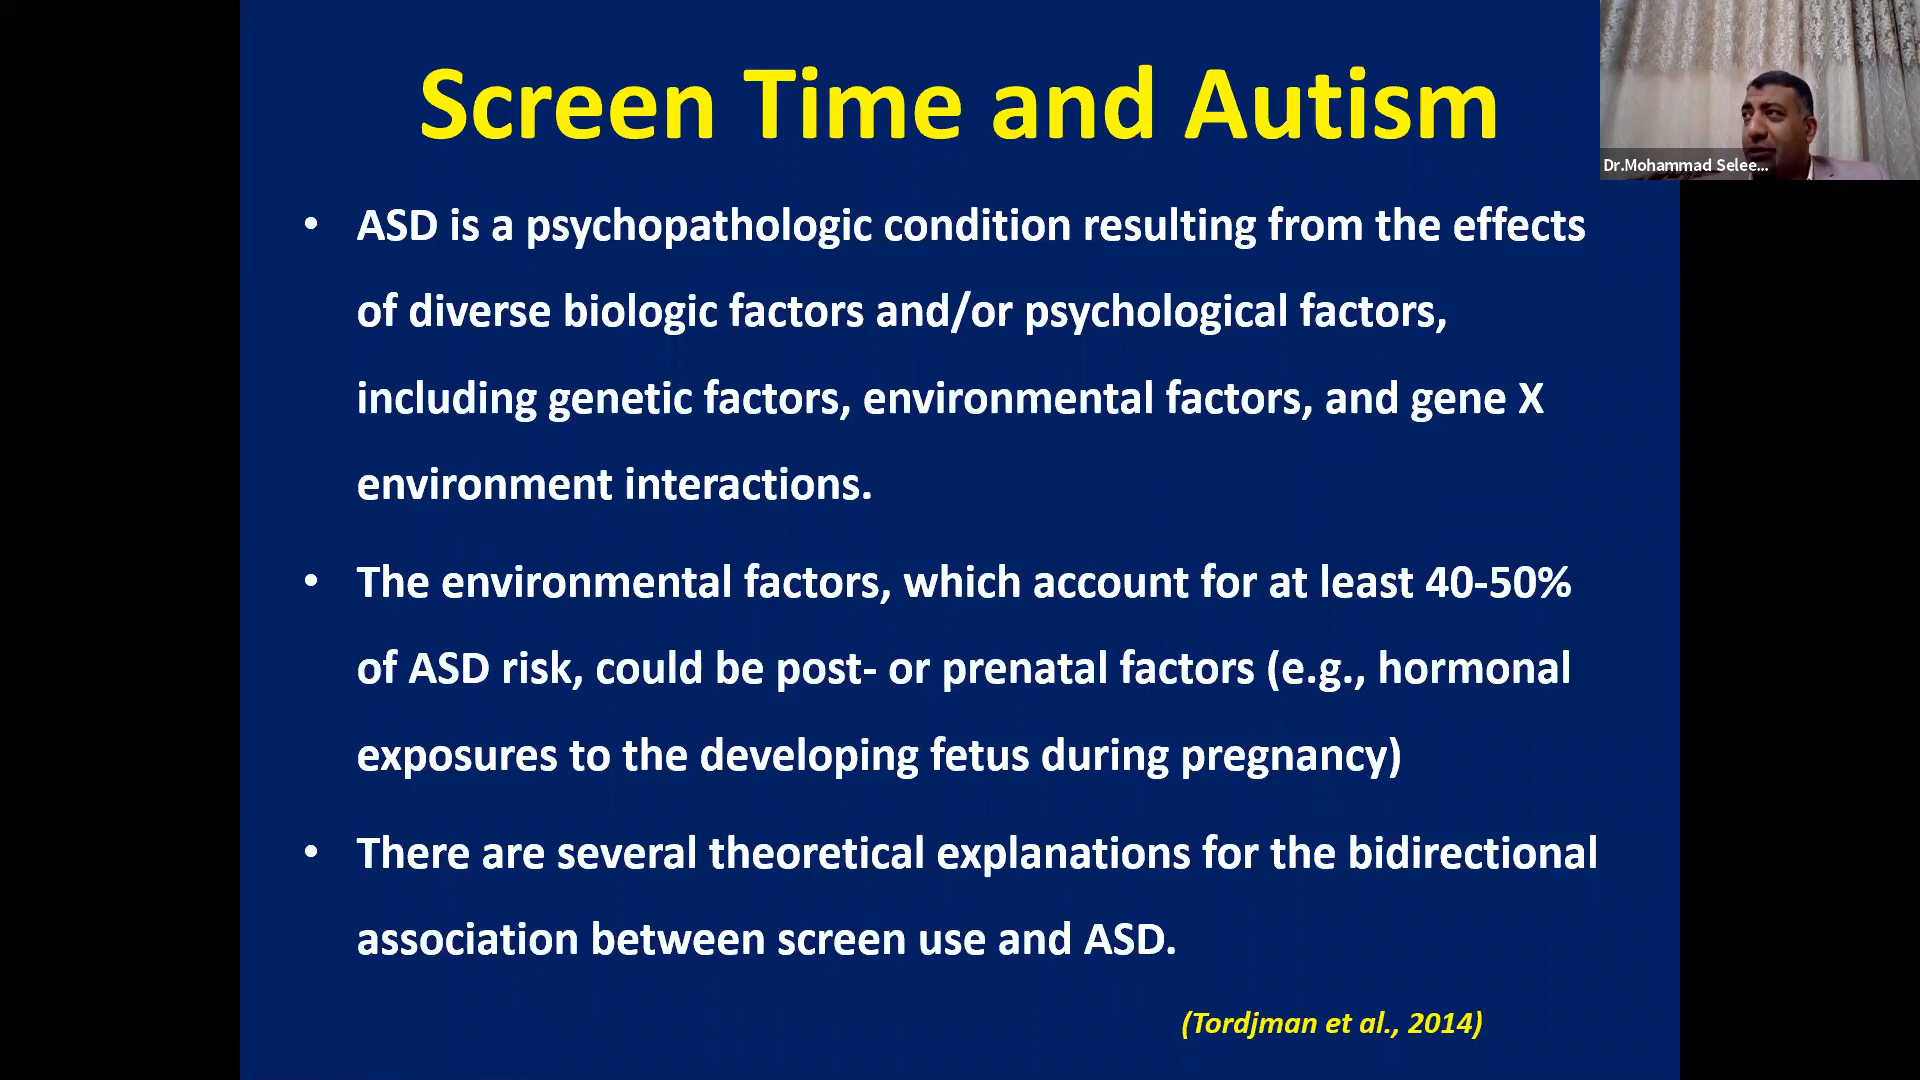 Screen Time and Autism
Dr.Mohammad Selee...
• ASD is a psychopathologic condition resulting from the effects
of diverse biologic factors and/or psychological factors,
including genetic factors, environmental factors, and gene X
environment interactions.
• The environmental factors, which account for at least 40-50%
of ASD risk, could be post- or prenatal factors (e.g., hormonal
exposures to the developing fetus during pregnancy)
• There are several theoretical explanations for the bidirectional
association between screen use and ASD.
(Tordjman et al., 2014)